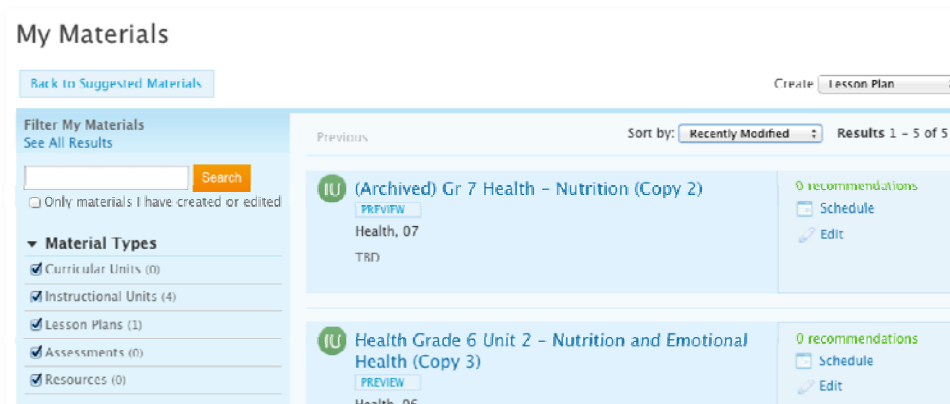 My Materials
Back to Suggested Materials
Create Lesson Plan
Filter My Materials
See All Results
Search
Only materials I have created or edited
Material Types
Curricular Units (0)
Instructional Units (4)
Lesson Plans (1)
Assessments (0)
Resources (0)
Previous
Sort by: Recently Modified Results 1 – 5 of 5
IU (Archived) Gr 7 Health – Nutrition (Copy 2)
PREVIEW
Health, 07
TBD
0 recommendations
Schedule
Edit
IU Health Grade 6 Unit 2 – Nutrition and Emotional
Health (Copy 3)
PREVIEW
Health, 06
0 recommendations
Schedule
Edit